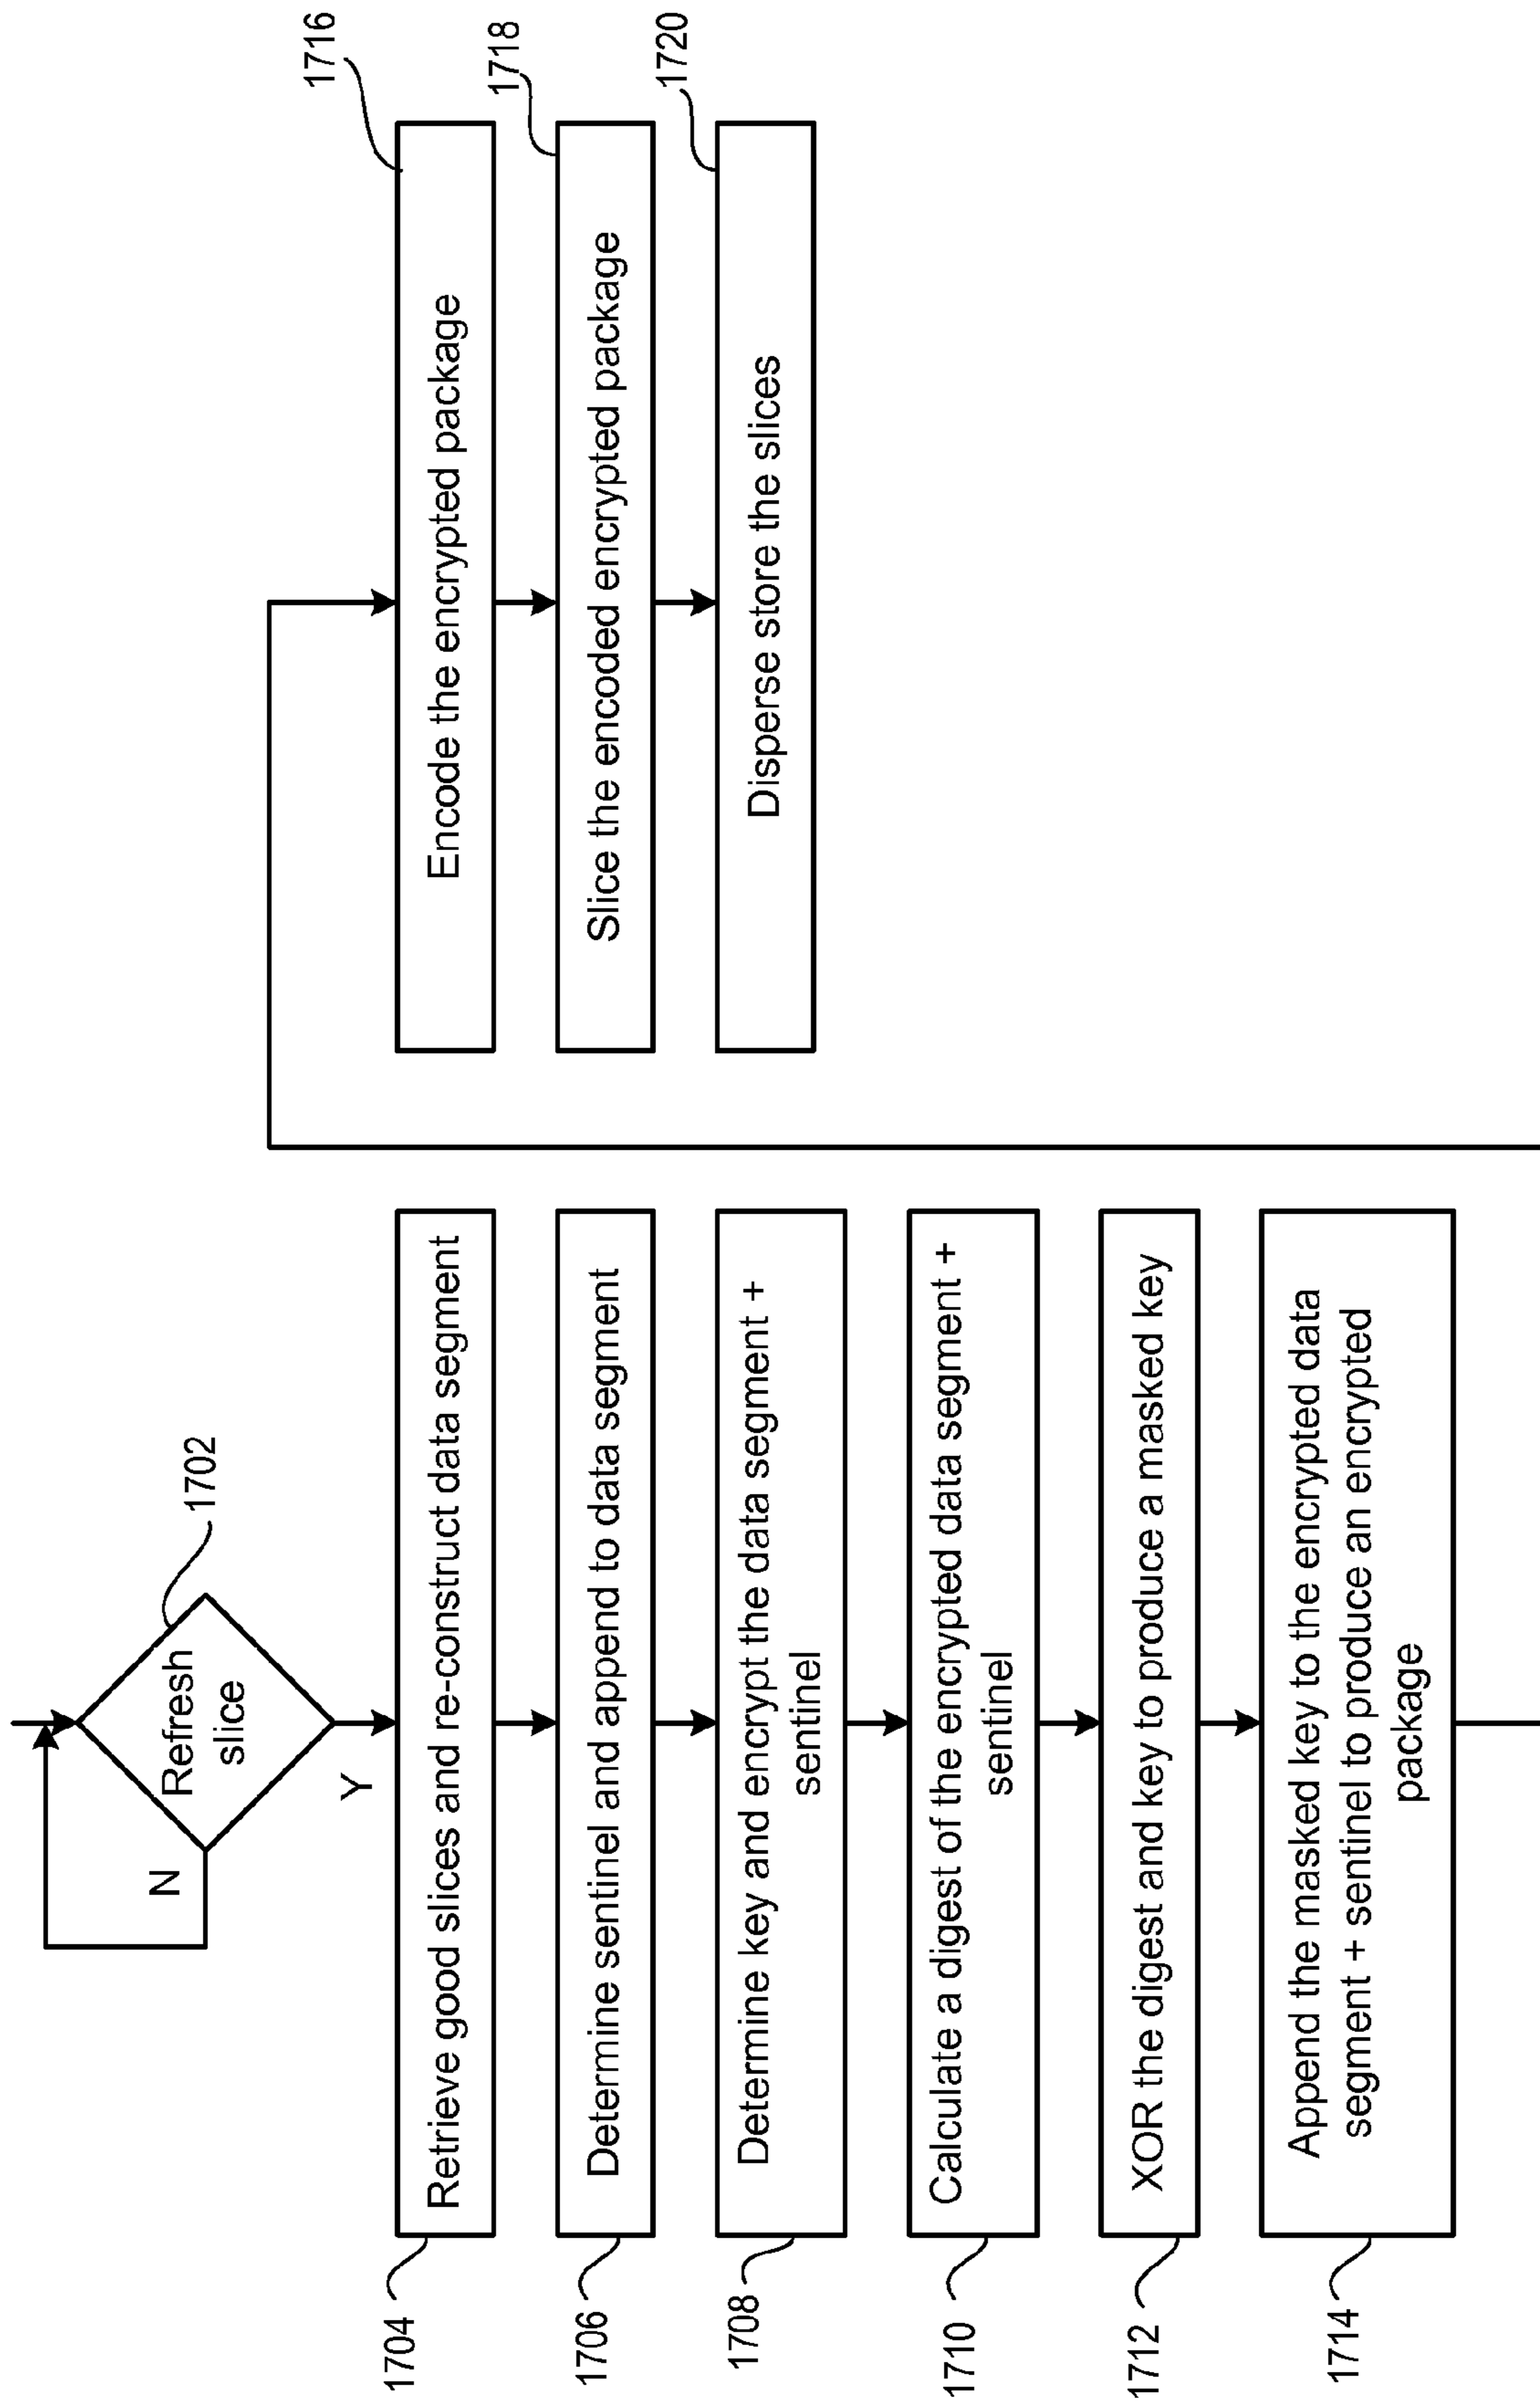 1702
Refresh
slice
N
Y
1704
Retrieve good slices and re-construct data segment
1706
Determine sentinel and append to data segment
1708
Determine key and encrypt the data segment +
sentinel
1710
Calculate a digest of the encrypted data segment +
sentinel
1712
XOR the digest and key to produce a masked key
1714
Append the masked key to the encrypted data
segment + sentinel to produce an encrypted
package
1716
Encode the encrypted package
1718
Slice the encoded encrypted package
1720
Disperse store the slices